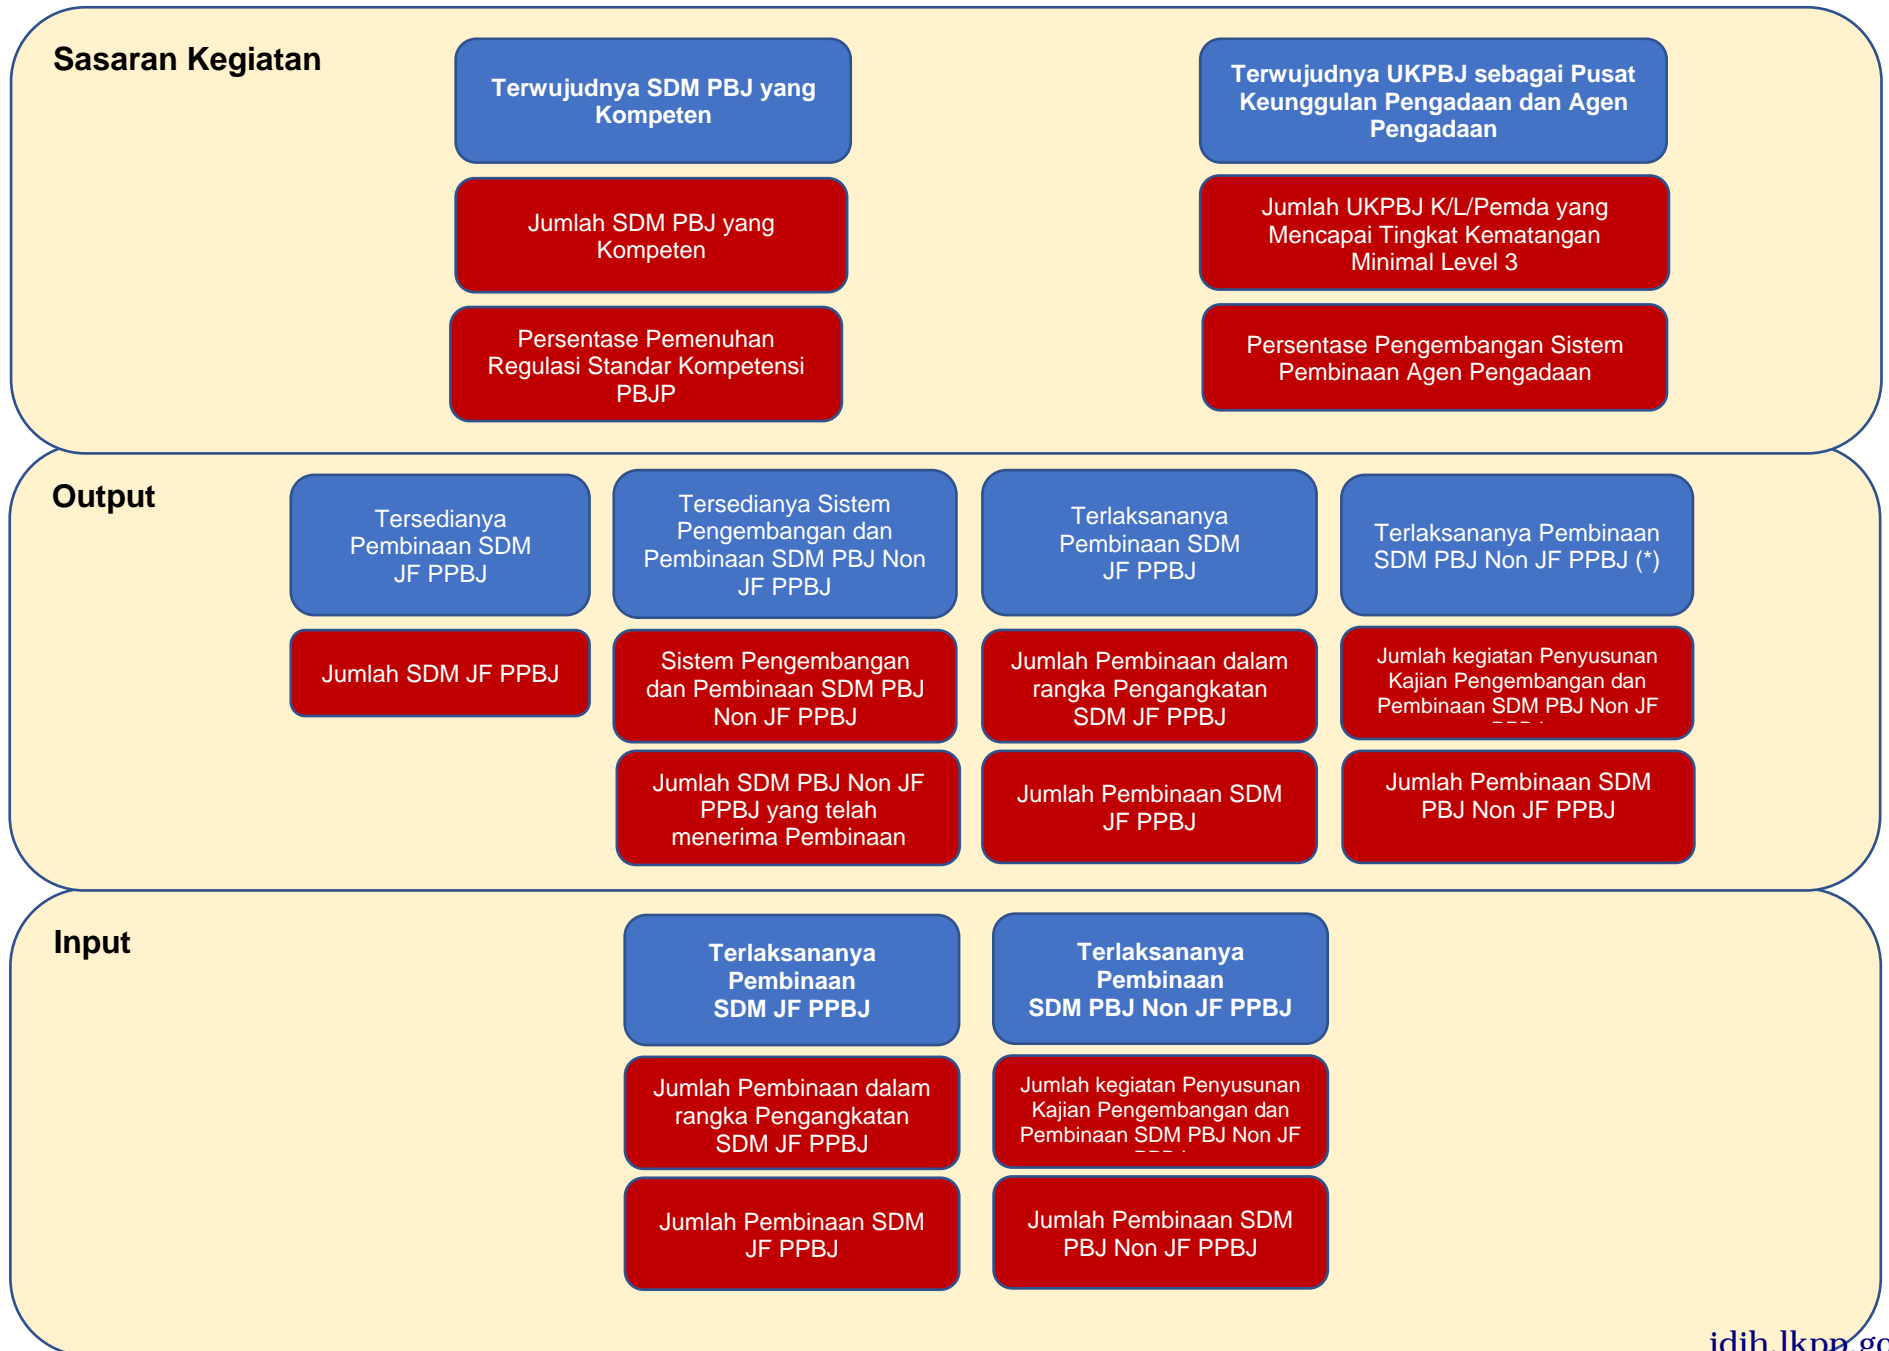 Sasaran Kegiatan
Terwujudnya SDM PBJ yang
Kompeten
Terwujudnya UKPBJ sebagai Pusat
Keunggulan Pengadaan dan Agen
Pengadaan
Jumlah SDM PBJ yang
Kompeten
Jumlah UKPBJ K/L/Pemda yang
Mencapai Tingkat Kematangan
Minimal Level 3
Persentase Pemenuhan
Regulasi Standar Kompetensi
PBJP
Persentase Pengembangan Sistem
Pembinaan Agen Pengadaan
Output
Tersedianya
Pembinaan SDM
JF PPBJ
Tersedianya Sistem
Pengembangan dan
Pembinaan SDM PBJ Non
JF PPBJ
Terlaksananya
Pembinaan SDM
JF PPBJ
Terlaksananya Pembinaan
SDM PBJ Non JF PPBJ (*)
Jumlah SDM JF PPBJ
Sistem Pengembangan
dan Pembinaan SDM PBJ
Non JF PPBJ
Jumlah Pembinaan dalam
rangka Pengangkatan
SDM JF PPBJ
Jumlah kegiatan Penyusunan
Kajian Pengembangan dan
Pembinaan SDM PBJ Non JF
Jumlah SDM PBJ Non JF
PPBJ yang telah
menerima Pembinaan
Jumlah Pembinaan SDM
JF PPBJ
Jumlah Pembinaan SDM
PBJ Non JF PPBJ
Input
Terlaksananya
Pembinaan
SDM JF PPBJ
Terlaksananya
Pembinaan
SDM PBJ Non JF PPBJ
Jumlah Pembinaan dalam
rangka Pengangkatan
SDM JF PPBJ
Jumlah kegiatan Penyusunan
Kajian Pengembangan dan
Pembinaan SDM PBJ Non JF
Jumlah Pembinaan SDM
JF PPBJ
Jumlah Pembinaan SDM
PBJ Non JF PPBJ
idih.lkpp.go